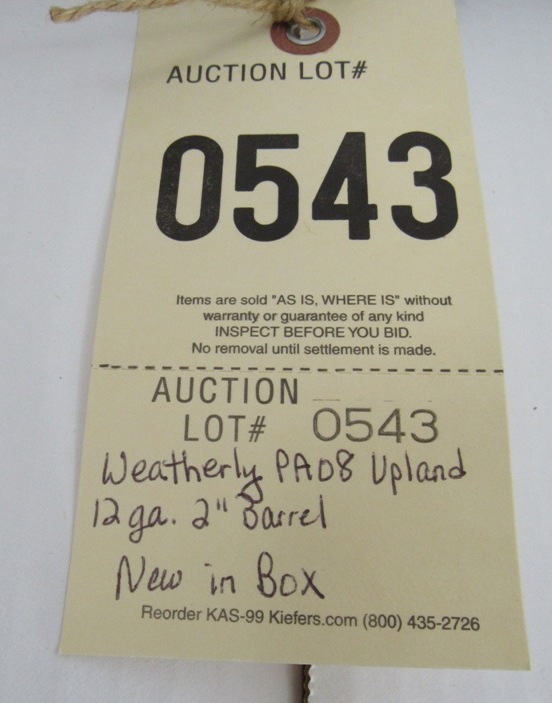 AUCTION LOT#
0543
Items are sold "AS IS, WHERE IS" without
warranty or guarantee of any kind
INSPECT BEFORE YOU BID.
No removal until settlement is made.
AUCTION
LOT# 0543
Weatherly PA08 Upland
12 ga. 2" Barrel
New in Box
Reorder KAS-99 Kiefers.com (800) 435-2726